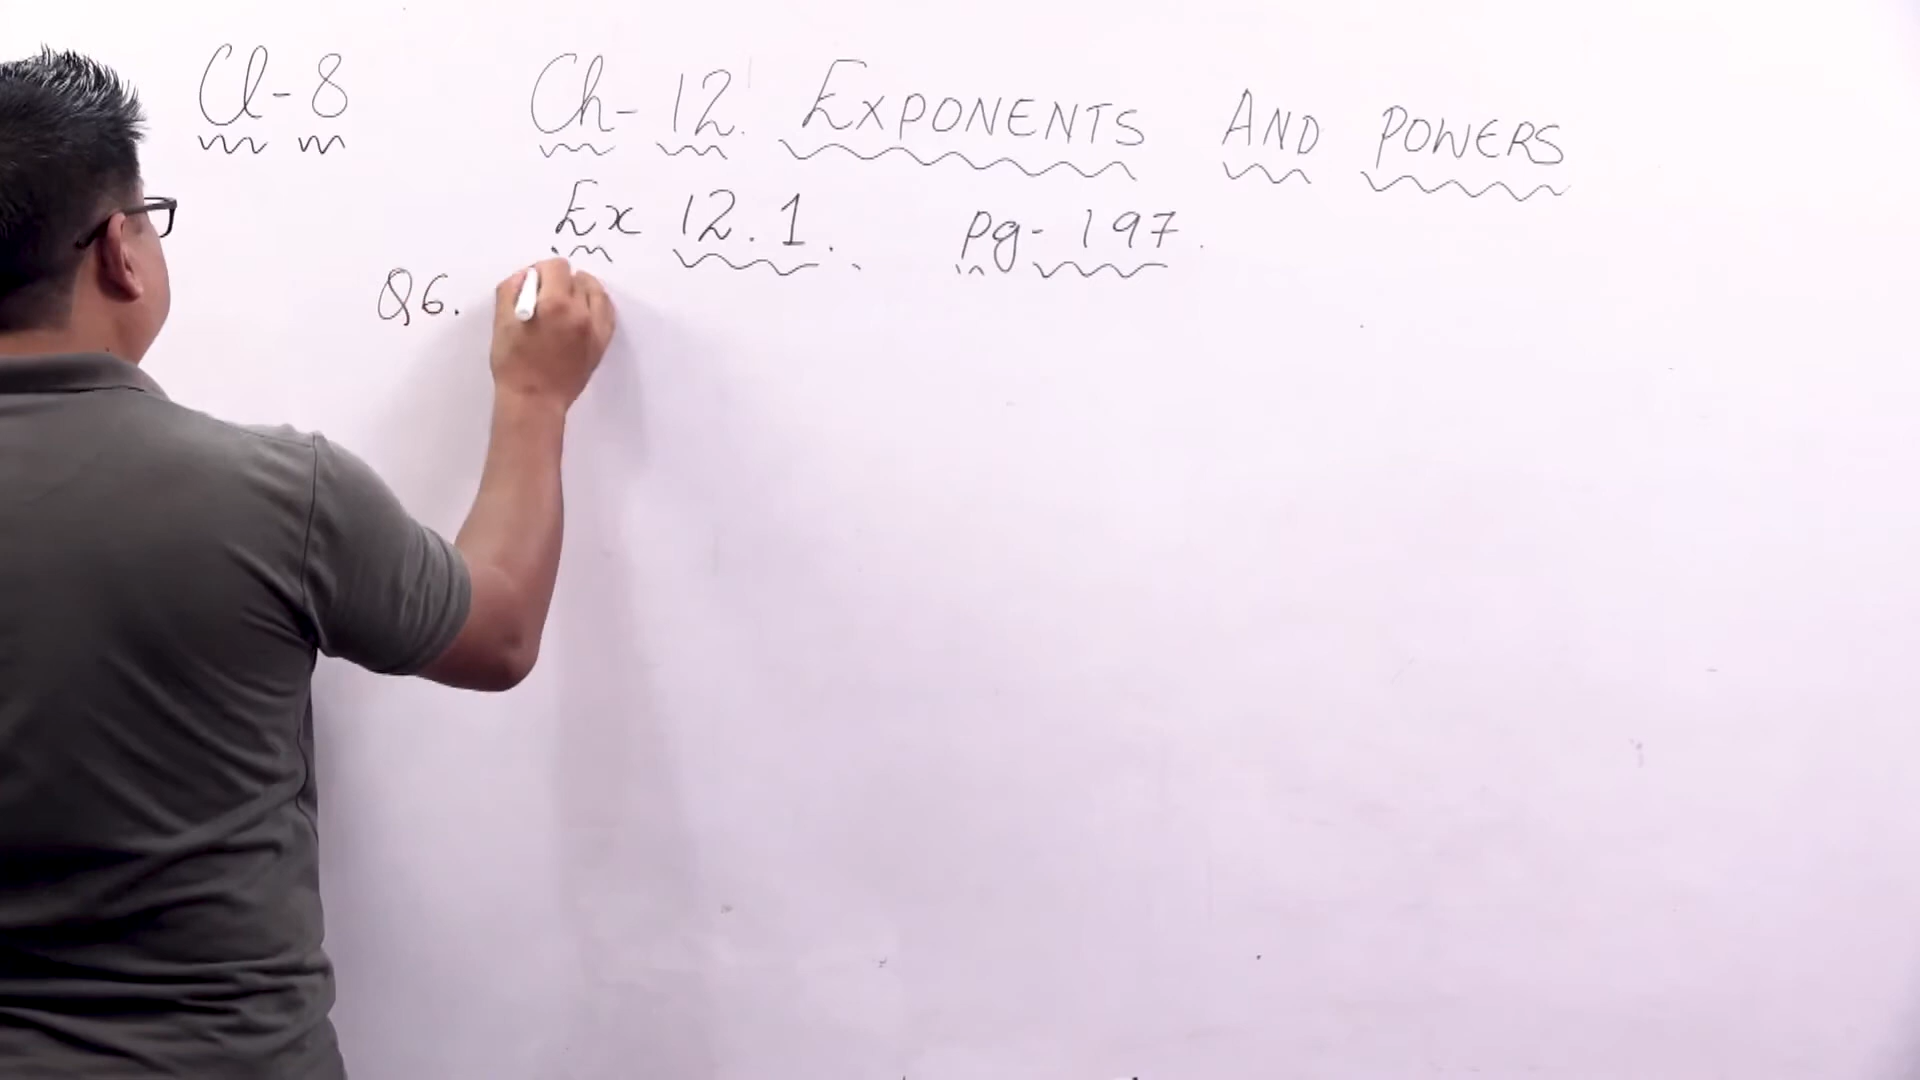 Cl-8 Ch-12. EXPONENTS AND POWERS
Ex 12.1. pg-197.
Q6.